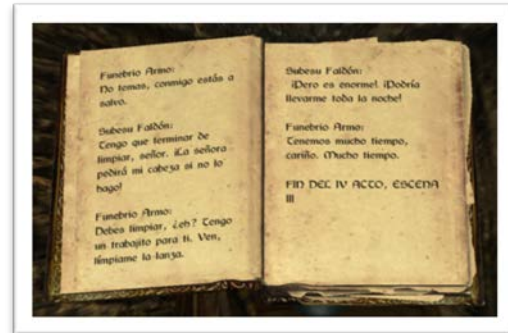 Funebrio Armo:
No temas, conmigo estás a
salvo.
Subesu Faldón:
Tengo que terminar de
limpiar, señor. ¡La señora
pedirá mi cabeza si no lo
hago!
Funebrio Armo:
Debes limpiar, ¿eh? Tengo
un trabajito para ti. Ven,
límpiame la lanza.
Subesu Faldón:
¡Pero es enorme! ¡Podría
llevarme toda la noche!
Funebrio Armo:
Tenemos mucho tiempo,
cariño. Mucho tiempo.
FIN DEL IV ACTO, ESCENA
III